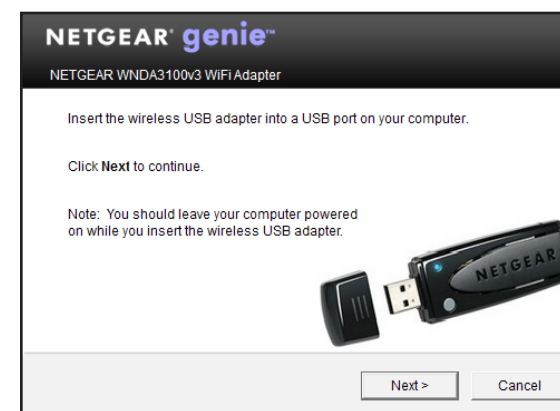 NETGEAR® genie™
NETGEAR WNDA3100v3 WiFi Adapter
Insert the wireless USB adapter into a USB port on your computer.
Click Next to continue.
Note: You should leave your computer powered
on while you insert the wireless USB adapter.
NETGEAR
Next >
Cancel